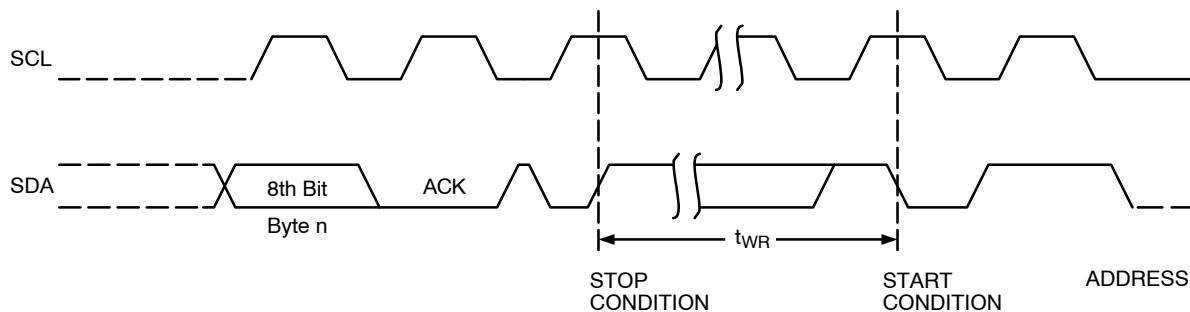 SCL
SDA
8th Bit
ACK
Byte n
tWR
STOP
CONDITION
START
CONDITION
ADDRESS